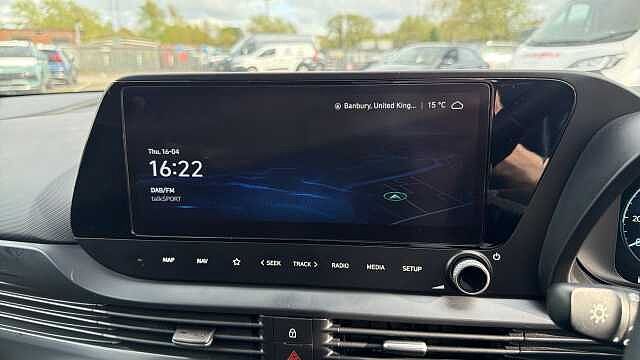 Banbury, United King... 15 °C
Thu, 16-04
16:22
DAB/FM
talkSPORT
MAP NAV ☆ < SEEK TRACK > RADIO MEDIA SETUP
20